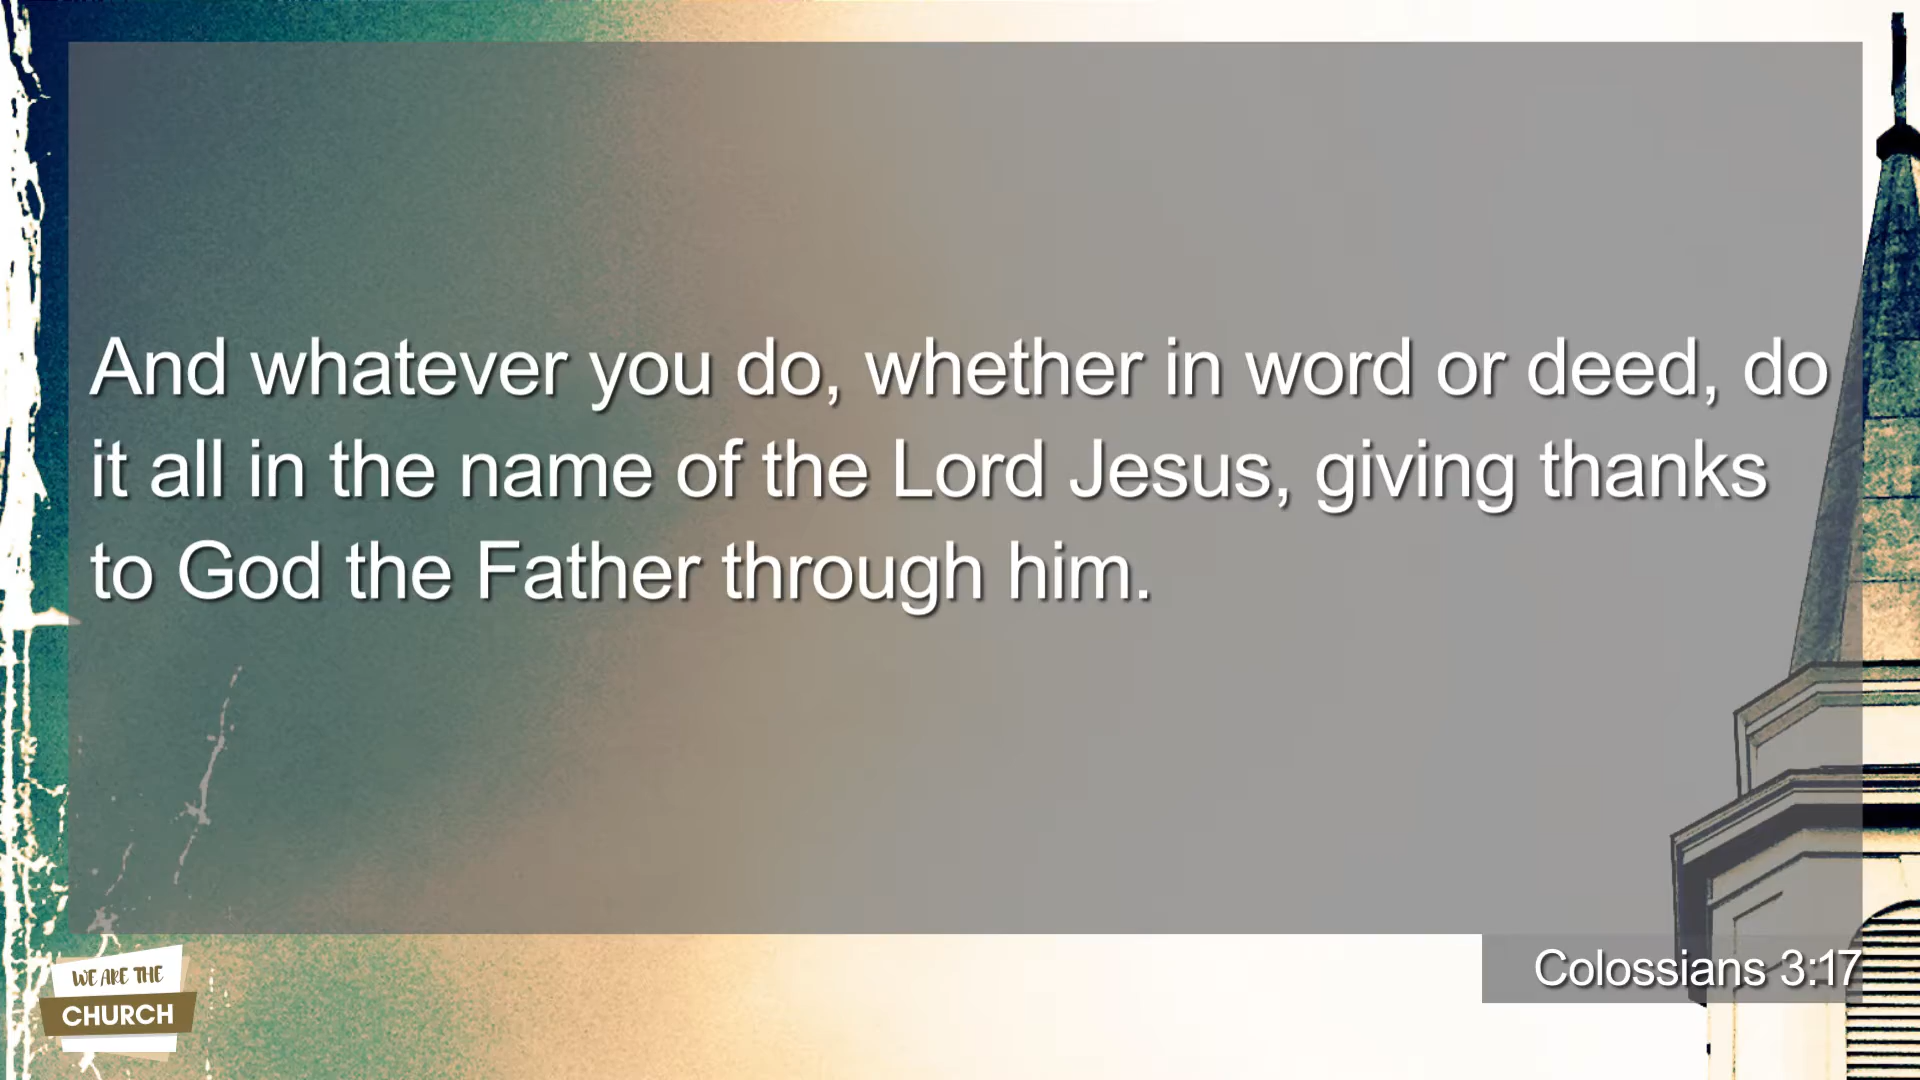 And whatever you do, whether in word or deed, do
it all in the name of the Lord Jesus, giving thanks
to God the Father through him.
Colossians 3:17
WE ARE THE
CHURCH